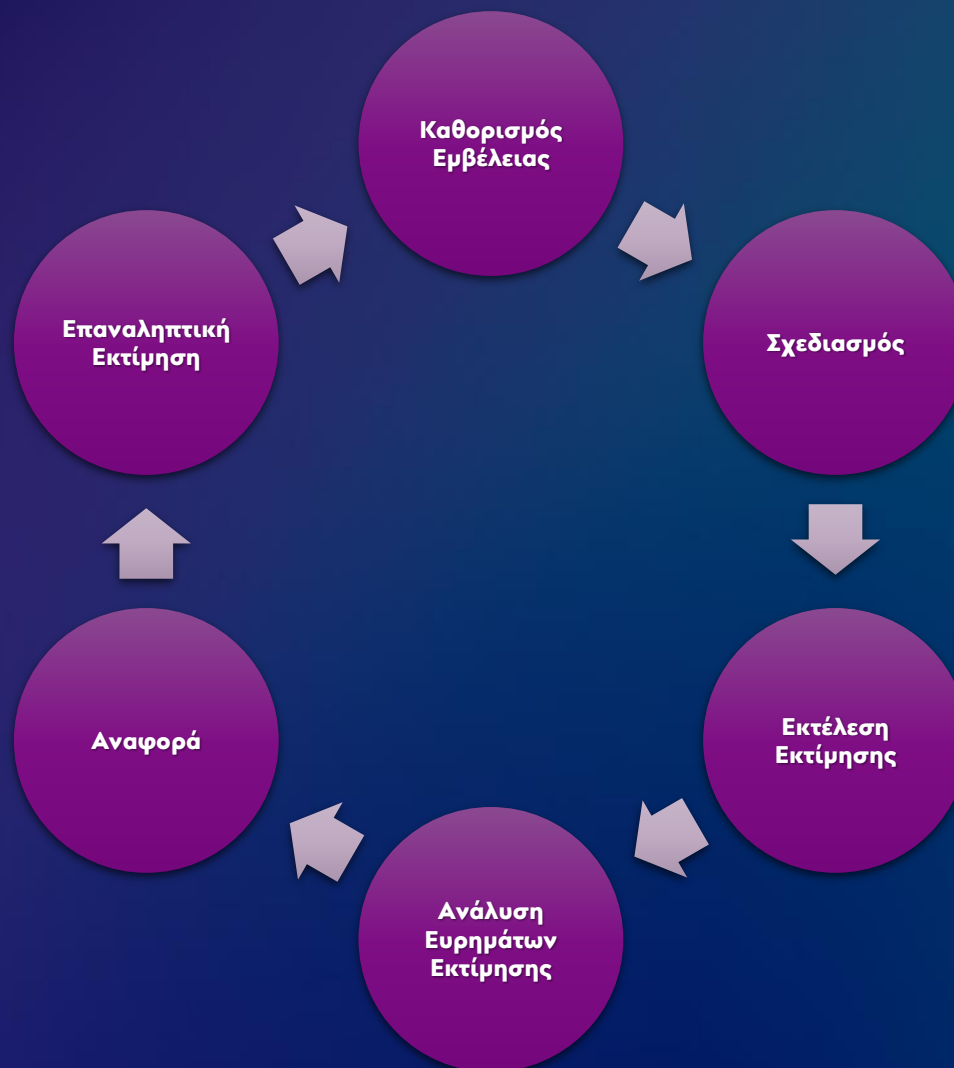 Καθορισμός
Εμβέλειας
Σχεδιασμός
Εκτέλεση
Εκτίμησης
Ανάλυση
Ευρημάτων
Εκτίμησης
Αναφορά
Επαναληπτική
Εκτίμηση